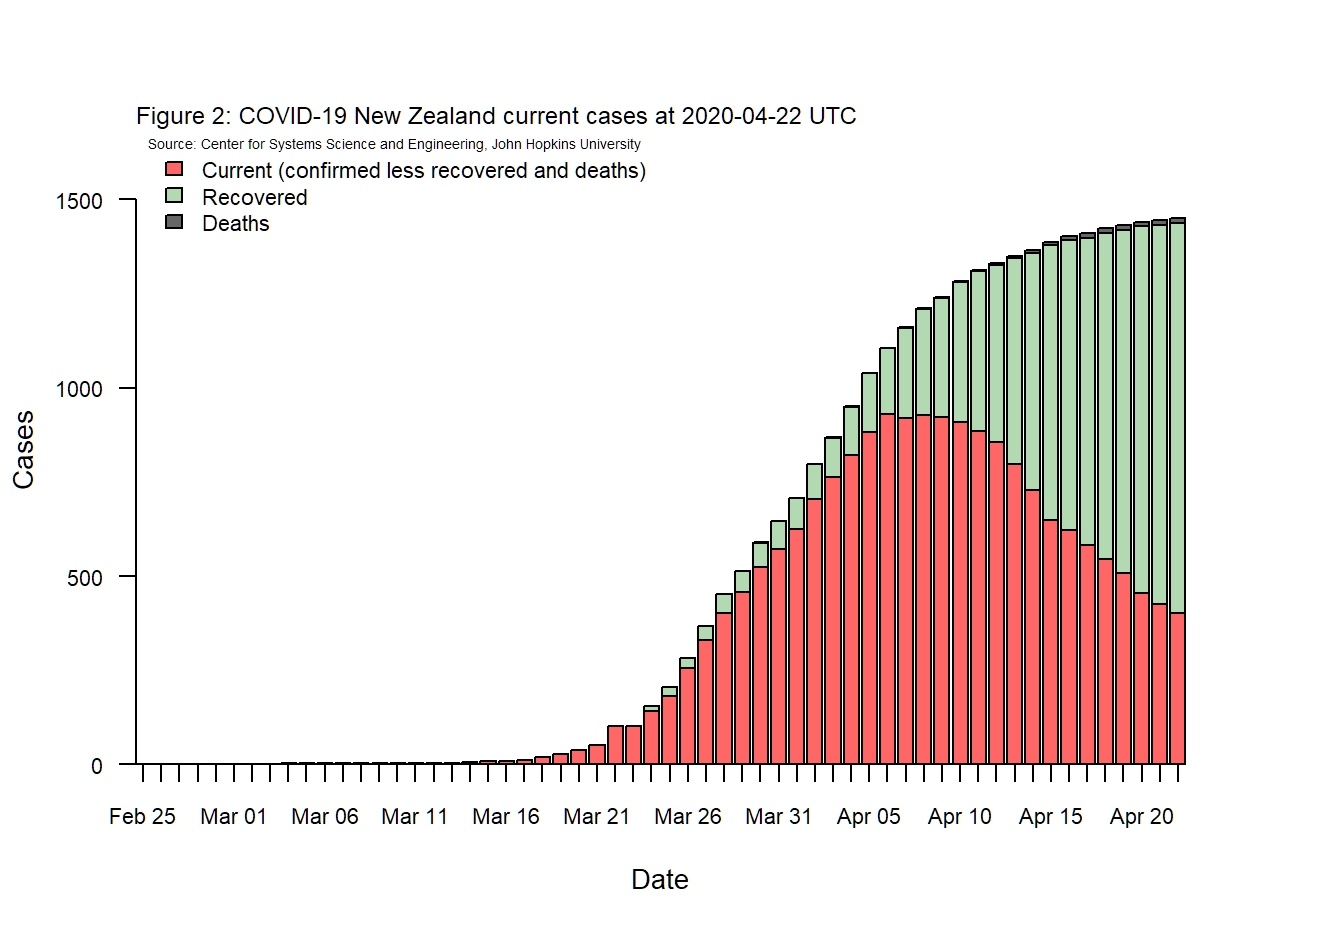 Figure 2: COVID-19 New Zealand current cases at 2020-04-22 UTC
Source: Center for Systems Science and Engineering, John Hopkins University
Current (confirmed less recovered and deaths)
Recovered
Deaths
1500
1000
500
0
Cases
Feb 25 Mar 01 Mar 06 Mar 11 Mar 16 Mar 21 Mar 26 Mar 31 Apr 05 Apr 10 Apr 15 Apr 20
Date